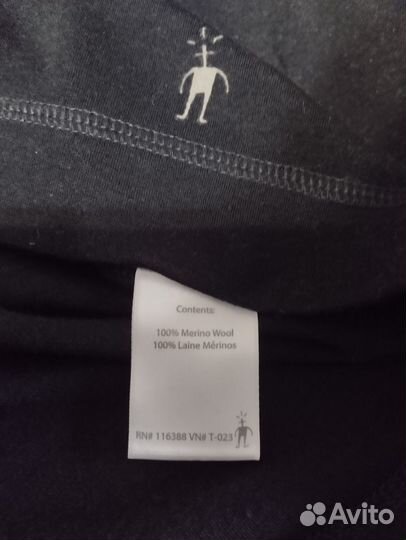 Contents:
100% Merino Wool
100% Laine Mérinos
RN# 116388 VN# T-023
Avito